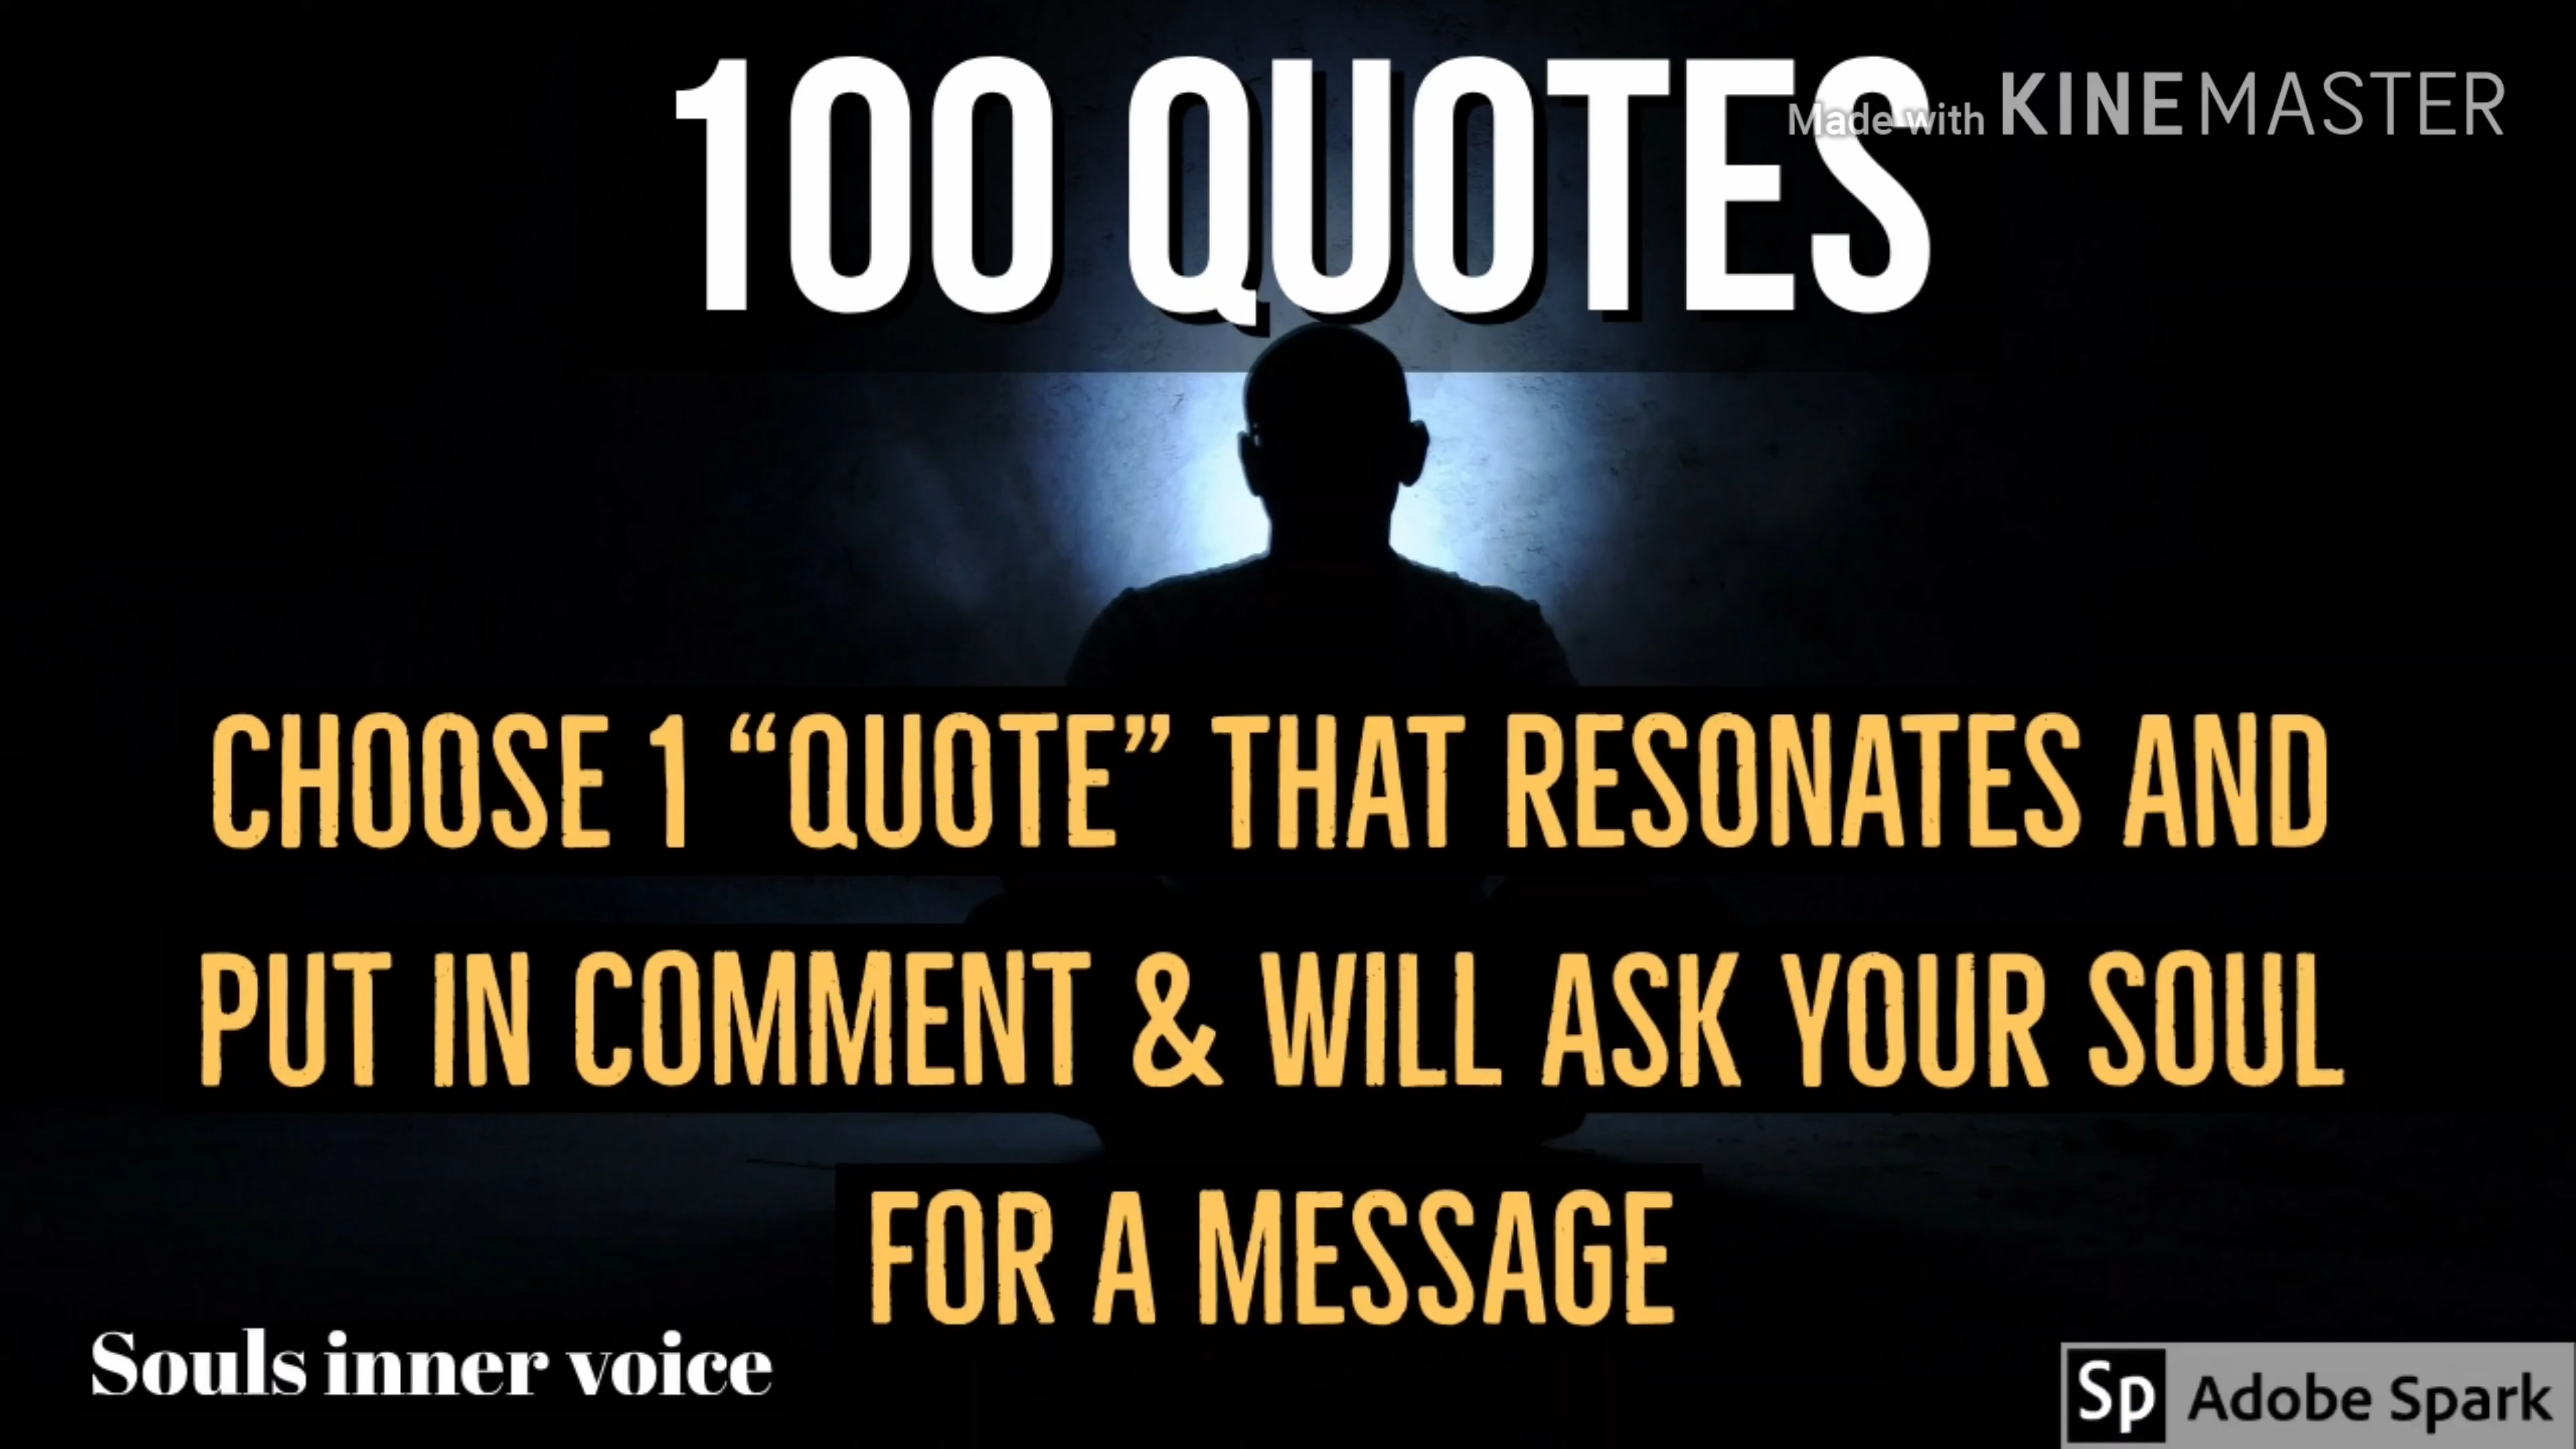 100 QUOTES
Made with KINEMASTER
CHOOSE 1 “QUOTE” THAT RESONATES AND
PUT IN COMMENT & WILL ASK YOUR SOUL
FOR A MESSAGE
Souls inner voice
Sp Adobe Spark